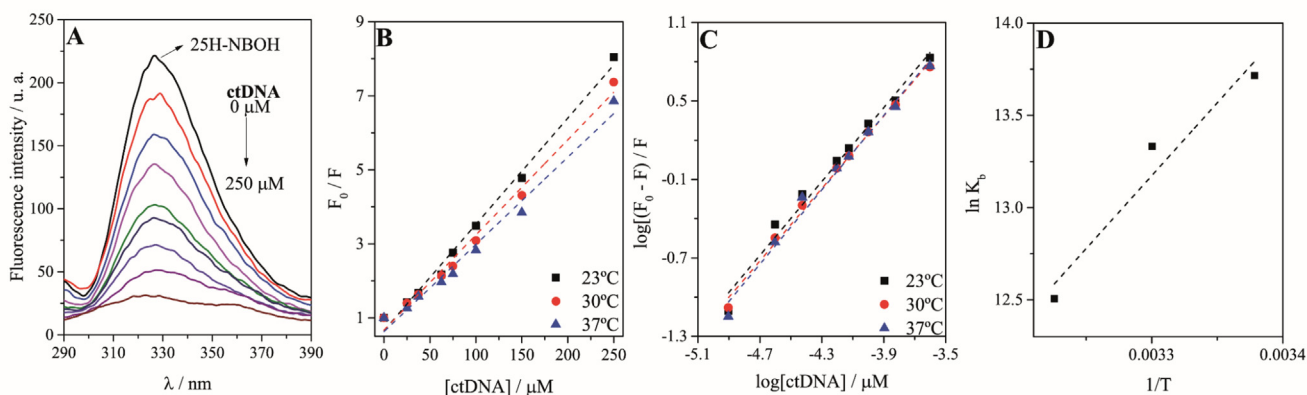 A
25H-NBOH
ctDNA
0 μM
250 μM
Fluorescence intensity / u. a.
250
200
150
100
50
0
290 310 330 350 370 390
λ / nm
B
F0 / F
9
7
5
3
1
23ºC
30ºC
37ºC
0 50 100 150 200 250
[ctDNA] / μM
C
log[(F0 - F) / F
1.1
0.5
-0.1
-0.7
-1.3
23ºC
30ºC
37ºC
-5.1 -4.7 -4.3 -3.9 -3.5
log[ctDNA] / μM
D
ln Kb
14.0
13.5
13.0
12.5
0.0033 0.0034
1/T